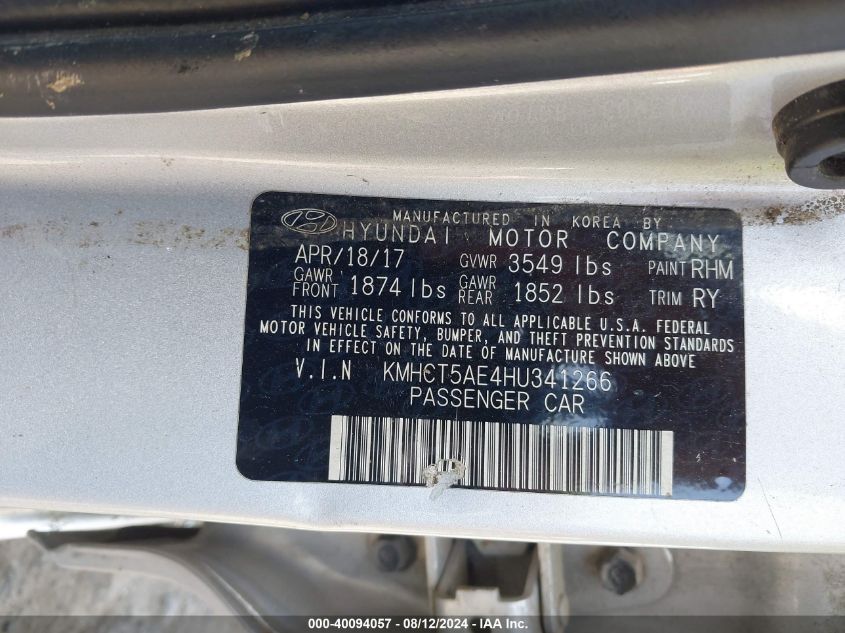 MANUFACTURED IN KOREA BY
HYUNDAI MOTOR COMPANY
APR/18/17 GVWR 3549 lbs PAINT RHM
GAWR FRONT 1874 lbs GAWR REAR 1852 lbs TRIM RY
THIS VEHICLE CONFORMS TO ALL APPLICABLE U.S.A. FEDERAL
MOTOR VEHICLE SAFETY, BUMPER, AND THEFT PREVENTION STANDARDS
IN EFFECT ON THE DATE OF MANUFACTURE SHOWN ABOVE
V.I.N KMHCT5AE4HU341266
PASSENGER CAR
000-40094057 - 08/12/2024 - IAA Inc.